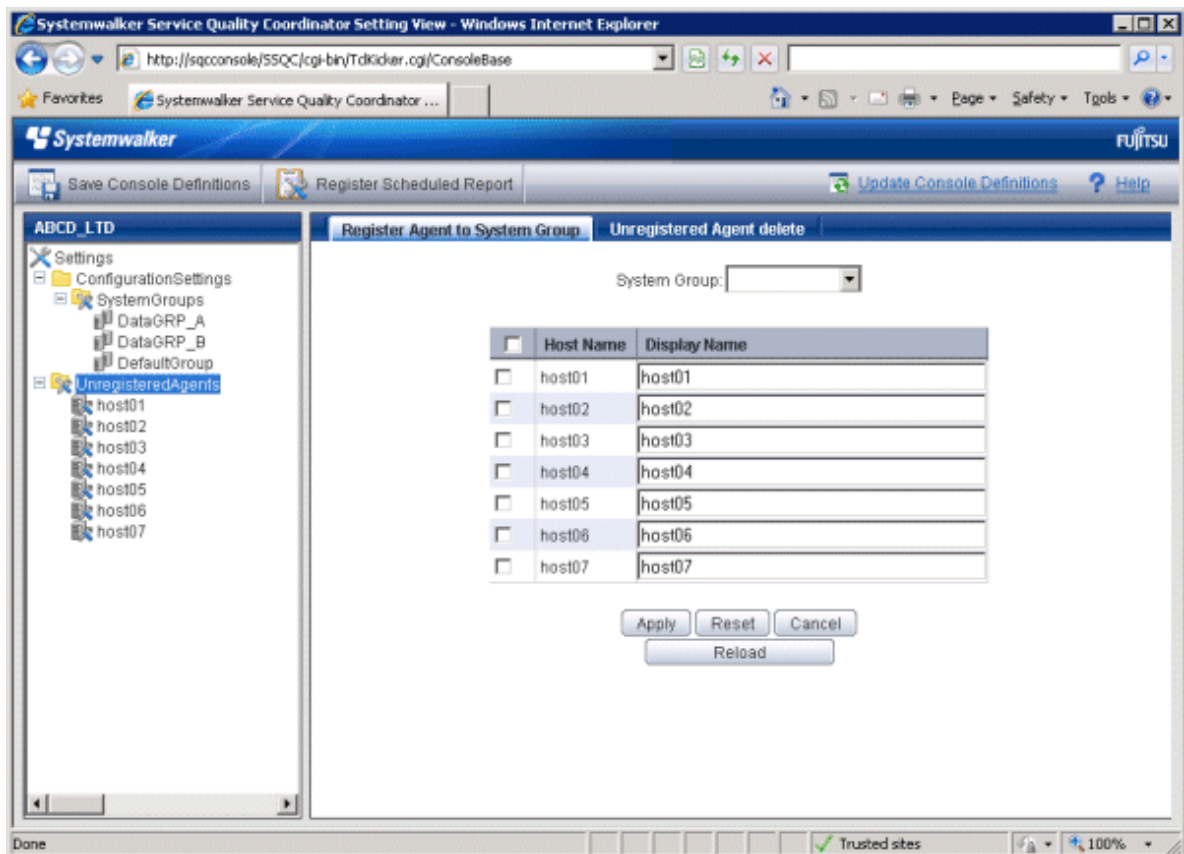 Systemwalker Service Quality Coordinator Setting View - Windows Internet Explorer
http://sqcconsole/SSQC/cgi-bin/TdKicker.cgi/ConsoleBase
Favorites Systemwalker Service Quality Coordinator ... Page Safety Tools
Systemwalker FUJITSU
Save Console Definitions Register Scheduled Report Update Console Definitions Help
ABCD_LTD
Settings
ConfigurationSettings
SystemGroups
DataGRP_A
DataGRP_B
DefaultGroup
UnregisteredAgents
host01
host02
host03
host04
host05
host06
host07
Register Agent to System Group Unregistered Agent delete
System Group:
Host Name Display Name
host01 host01
host02 host02
host03 host03
host04 host04
host05 host05
host06 host06
host07 host07
Apply Reset Cancel
Reload
Done Trusted sites 100%